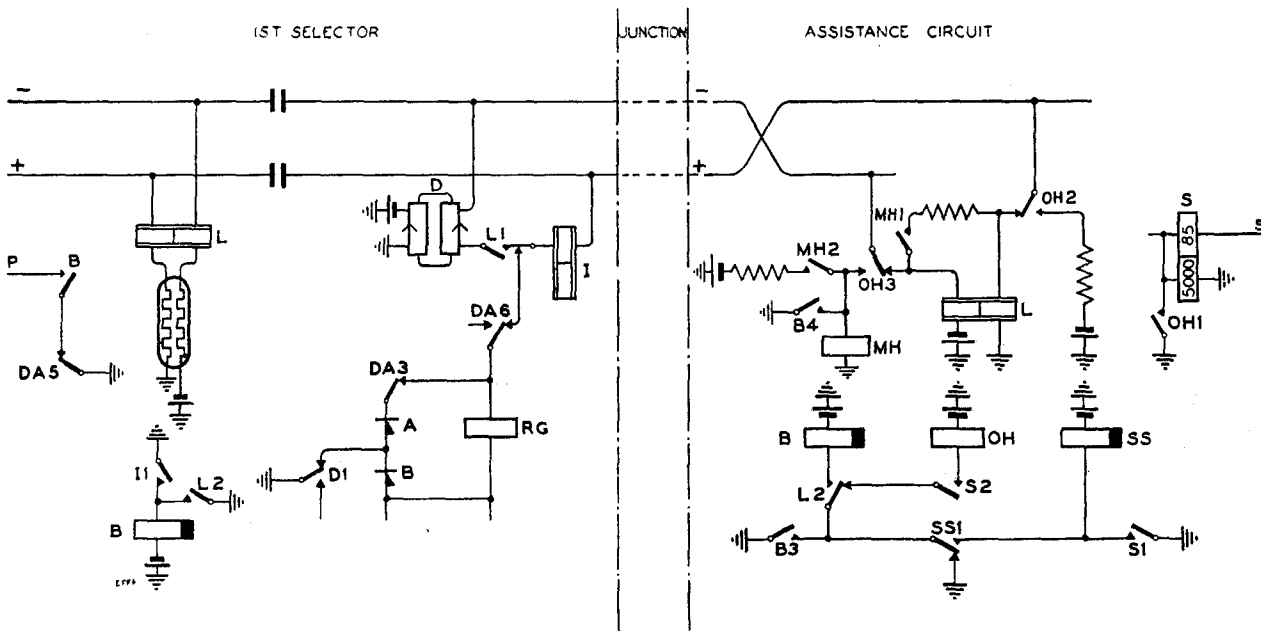 1ST SELECTOR
JUNCTION
ASSISTANCE CIRCUIT
−
−
+
+
D
L1
L
I
P
B
DA5
DA6
DA3
A
RG
B
D1
I1
L2
B
MH1
OH2
S
85
5000
MH2
OH3
B4
MH
L
OH1
B
OH
SS
L2
S2
B3
SS1
S1